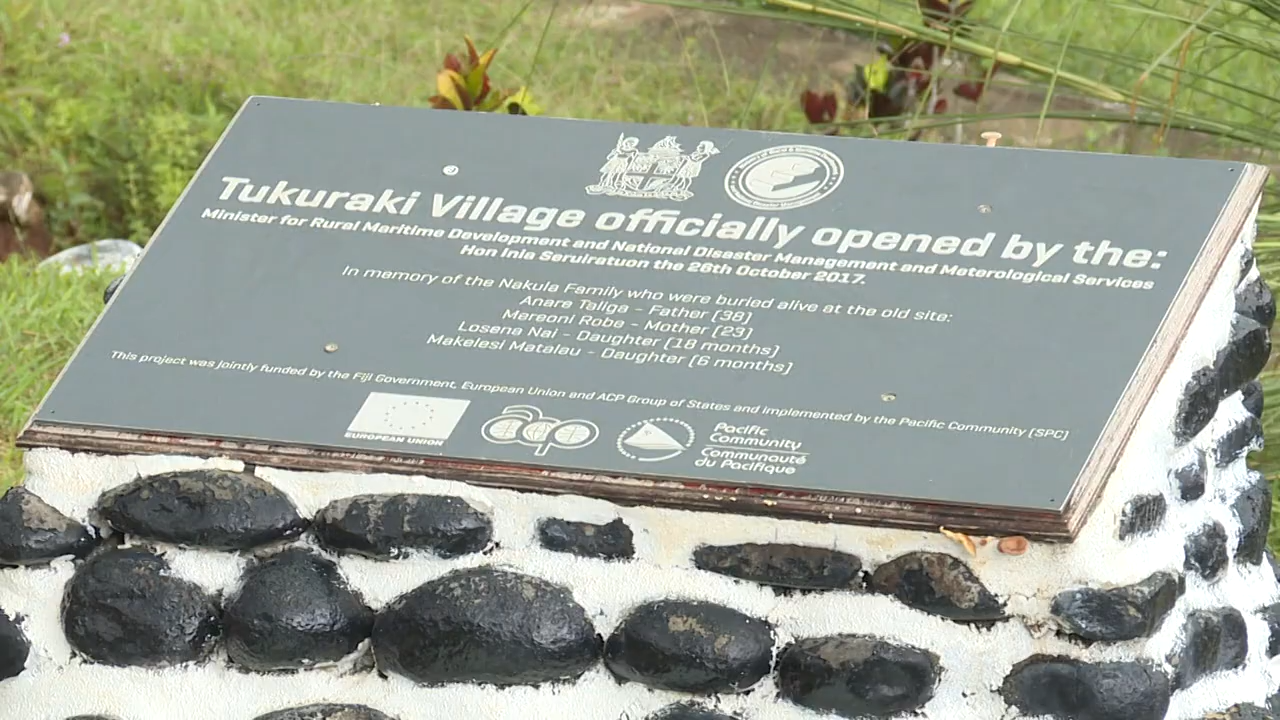 Tukuraki Village officially opened by the:
Minister for Rural Maritime Development and National Disaster Management and Meterological Services
Hon Inia Seruiratuon the 26th October 2017.
In memory of the Nakula Family who were buried alive at the old site:
Anare Taliga - Father (38)
Mereoni Robe - Mother (23)
Losena Nai - Daughter (18 months)
Makelesi Matalau - Daughter (6 months)
This project was jointly funded by the Fiji Government, European Union and ACP Group of States and implemented by the Pacific Community (SPC)
EUROPEAN UNION
acp
Pacific
Community
Communauté
du Pacifique